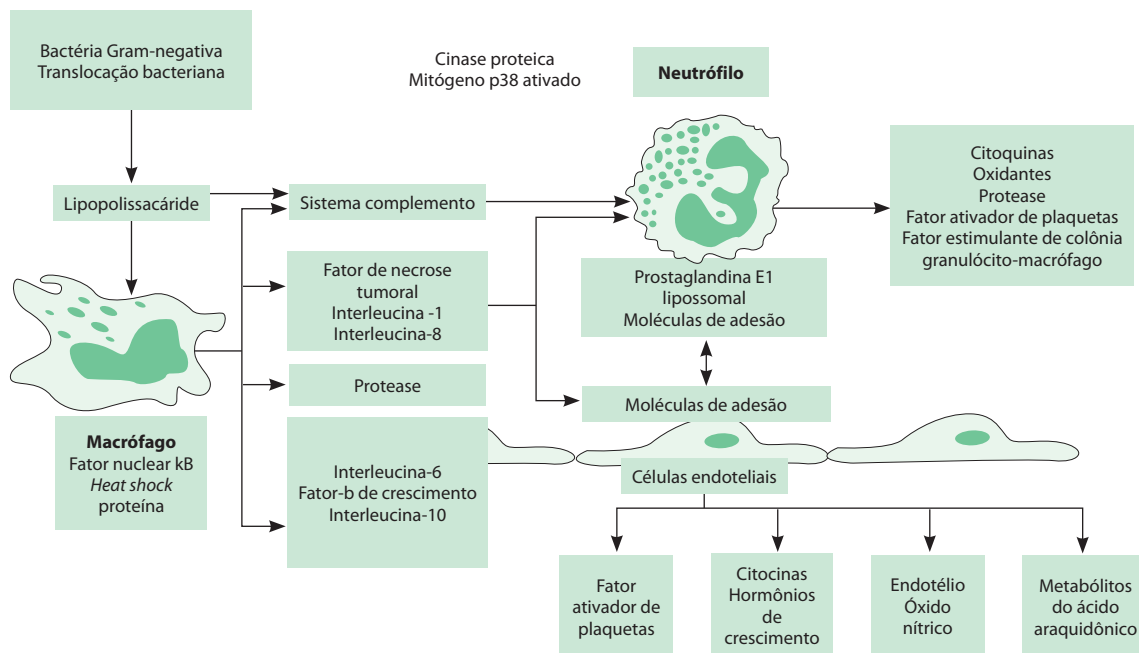 Bactéria Gram-negativa
Translocação bacteriana
Cinase proteica
Mitógeno p38 ativado
Neutrófilo
Lipopolissacáride
Sistema complemento
Citoquinas
Oxidantes
Protease
Fator ativador de plaquetas
Fator estimulante de colônia
granulócito-macrófago
Fator de necrose
tumoral
Interleucina -1
Interleucina-8
Prostaglandina E1
lipossomal
Moléculas de adesão
Protease
Moléculas de adesão
Macrófago
Fator nuclear kB
Heat shock
proteína
Interleucina-6
Fator-b de crescimento
Interleucina-10
Células endoteliais
Fator
ativador de
plaquetas
Citocinas
Hormônios
de
crescimento
Endotélio
Óxido
nítrico
Metabólitos
do ácido
araquidônico